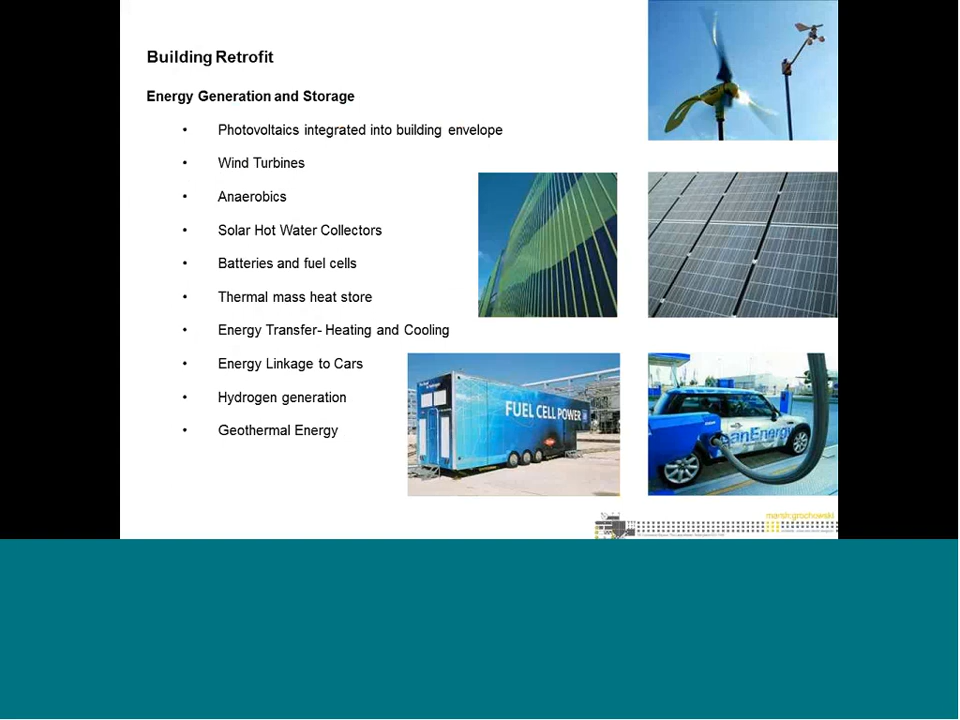 Building Retrofit
Energy Generation and Storage
• Photovoltaics integrated into building envelope
• Wind Turbines
• Anaerobics
• Solar Hot Water Collectors
• Batteries and fuel cells
• Thermal mass heat store
• Energy Transfer- Heating and Cooling
• Energy Linkage to Cars
• Hydrogen generation
• Geothermal Energy
FUEL CELL POWER
anEnergy
marsh:grochowski